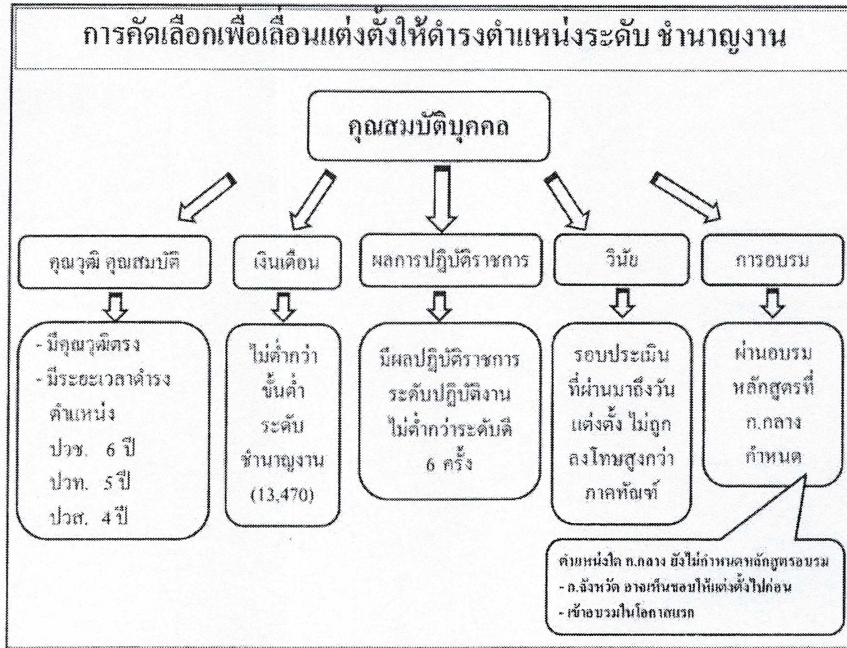 การคัดเลือกเพื่อเลื่อนแต่งตั้งให้ดำรงตำแหน่งระดับ ชำนาญงาน
คุณสมบัติบุคคล
คุณวุฒิ คุณสมบัติ
- มีคุณวุฒิตรง
- มีระยะเวลาดำรง
ตำแหน่ง
ปวช. 6 ปี
ปวท. 5 ปี
ปวส. 4 ปี
เงินเดือน
ไม่ต่ำกว่า
ขั้นต่ำ
ระดับ
ชำนาญงาน
(13,470)
ผลการปฏิบัติราชการ
มีผลปฏิบัติราชการ
ระดับปฏิบัติงาน
ไม่ต่ำกว่าระดับดี
6 ครั้ง
วินัย
รอบประเมิน
ที่ผ่านมาถึงวัน
แต่งตั้ง ไม่ถูก
ลงโทษสูงกว่า
ภาคทัณฑ์
การอบรม
ผ่านอบรม
หลักสูตรที่
ก.กลาง
กำหนด
ตำแหน่งใด ก.กลาง ยังไม่กำหนดหลักสูตรอบรม
- ก.จังหวัด อาจเห็นชอบให้แต่งตั้งไปก่อน
- เข้าอบรมในโอกาสแรก